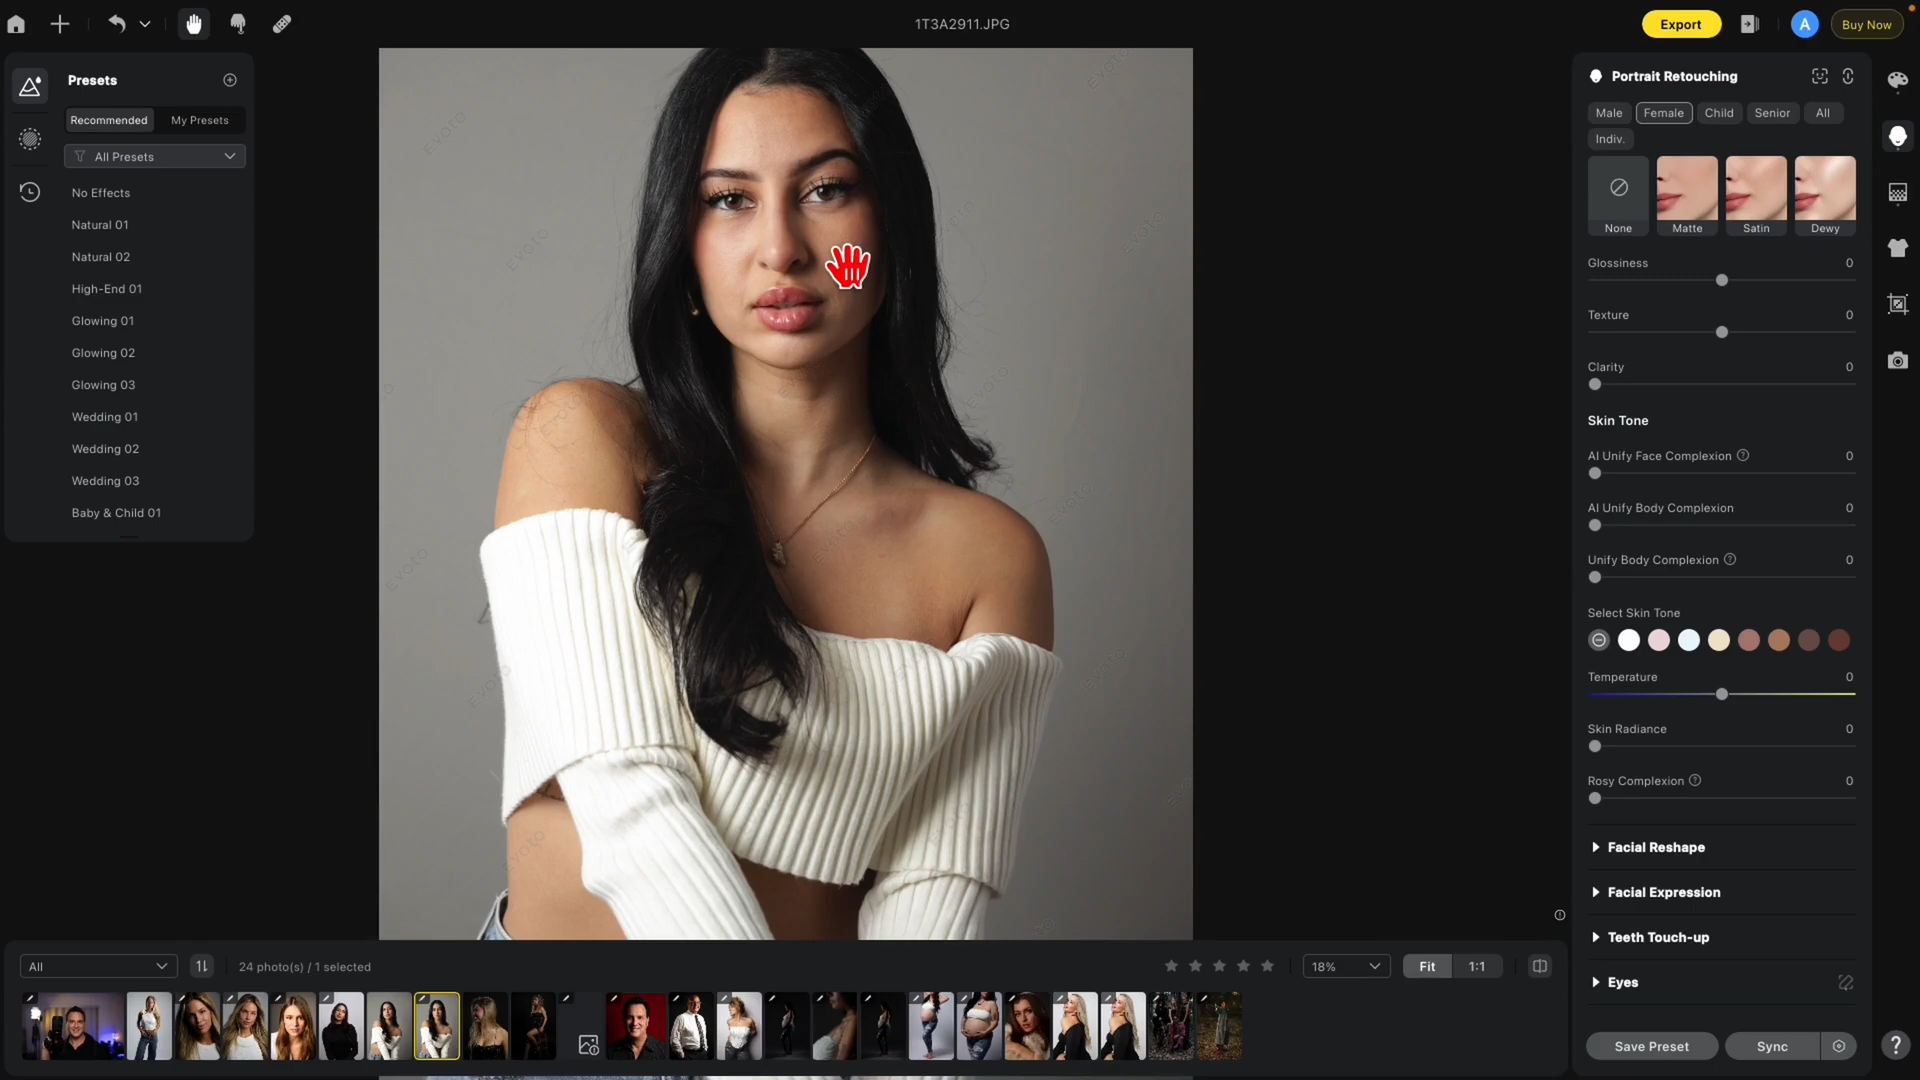 1T3A2911.JPG
Export
A
Buy Now
Presets
Recommended
My Presets
All Presets
No Effects
Natural 01
Natural 02
High-End 01
Glowing 01
Glowing 02
Glowing 03
Wedding 01
Wedding 02
Wedding 03
Baby & Child 01
Evoto
Portrait Retouching
Male
Female
Child
Senior
All
Indiv.
None
Matte
Satin
Dewy
Glossiness 0
Texture 0
Clarity 0
Skin Tone
AI Unify Face Complexion ? 0
AI Unify Body Complexion 0
Unify Body Complexion ? 0
Select Skin Tone
Temperature 0
Skin Radiance 0
Rosy Complexion ? 0
Facial Reshape
Facial Expression
Teeth Touch-up
Eyes
Save Preset
Sync
?
All
24 photo(s) / 1 selected
18%
Fit
1:1